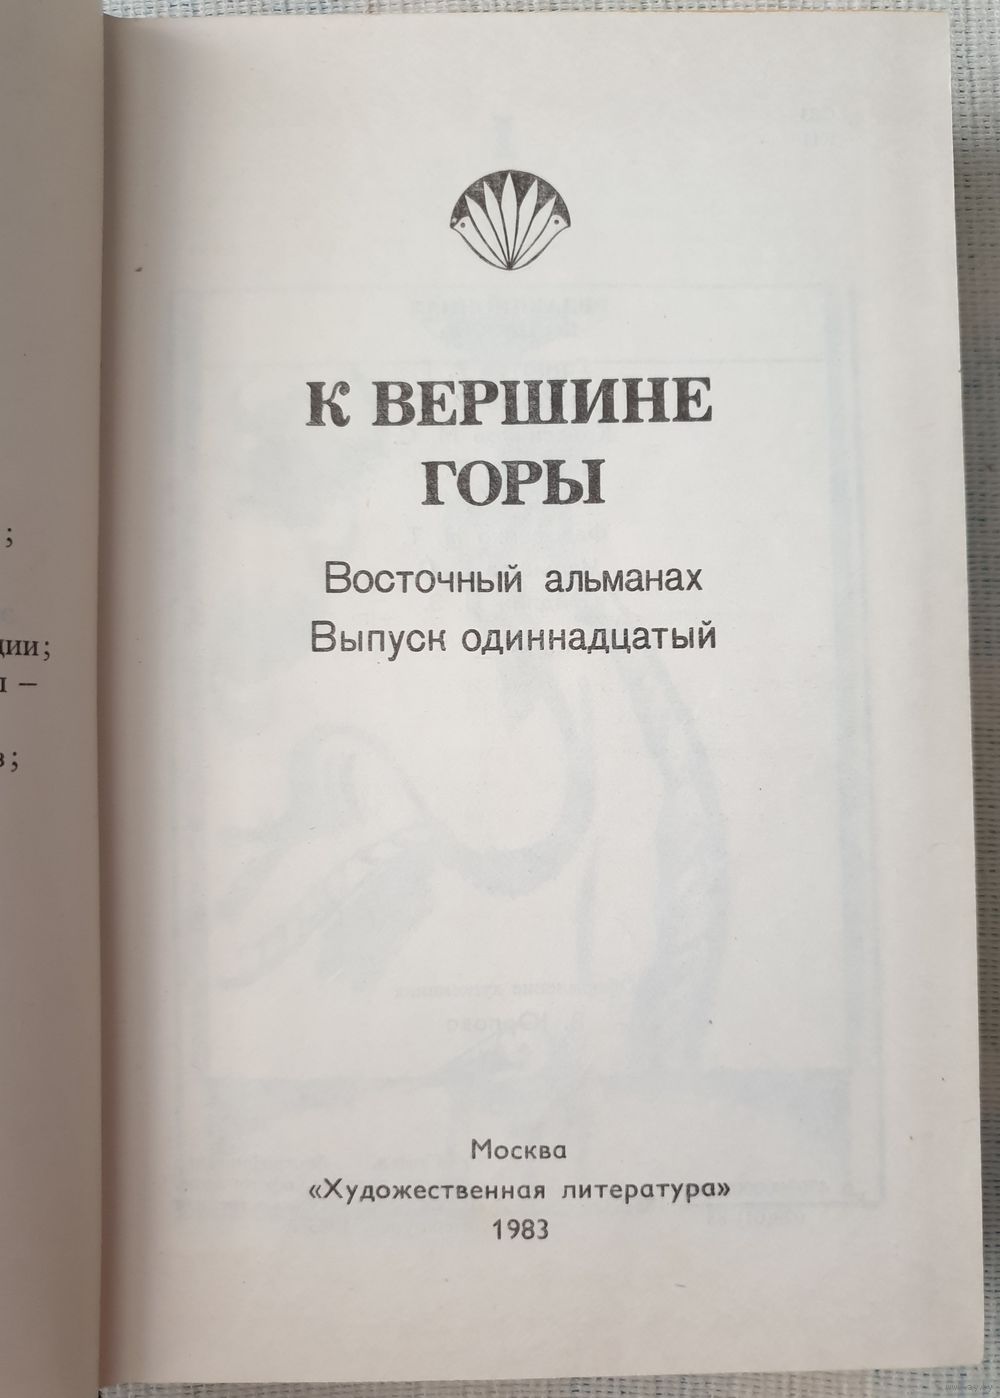 К ВЕРШИНЕ
ГОРЫ
Восточный альманах
Выпуск одиннадцатый
Москва
«Художественная литература»
1983